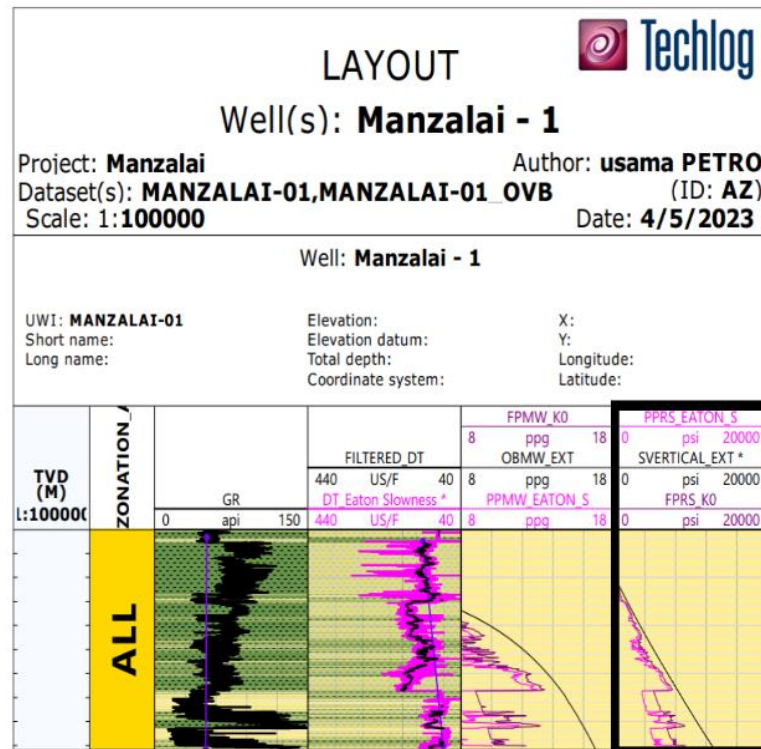 Techlog
LAYOUT
Well(s): Manzalai - 1
Project: Manzalai Author: usama PETRO
Dataset(s): MANZALAI-01,MANZALAI-01_OVB (ID: AZ)
Scale: 1:100000 Date: 4/5/2023
Well: Manzalai - 1
UWI: MANZALAI-01 Elevation: X:
Short name: Elevation datum: Y:
Long name: Total depth: Longitude:
Coordinate system: Latitude:
FPMW_K0 PPRS_EATON_S
8 ppg 18 0 psi 20000
FILTERED_DT OBMW_EXT SVERTICAL_EXT *
440 US/F 40 8 ppg 18 0 psi 20000
TVD
(M)
GR DT_Eaton Slowness * PPMW_EATON_S FPRS_K0
0 api 150 440 US/F 40 8 ppg 18 0 psi 20000
ALL